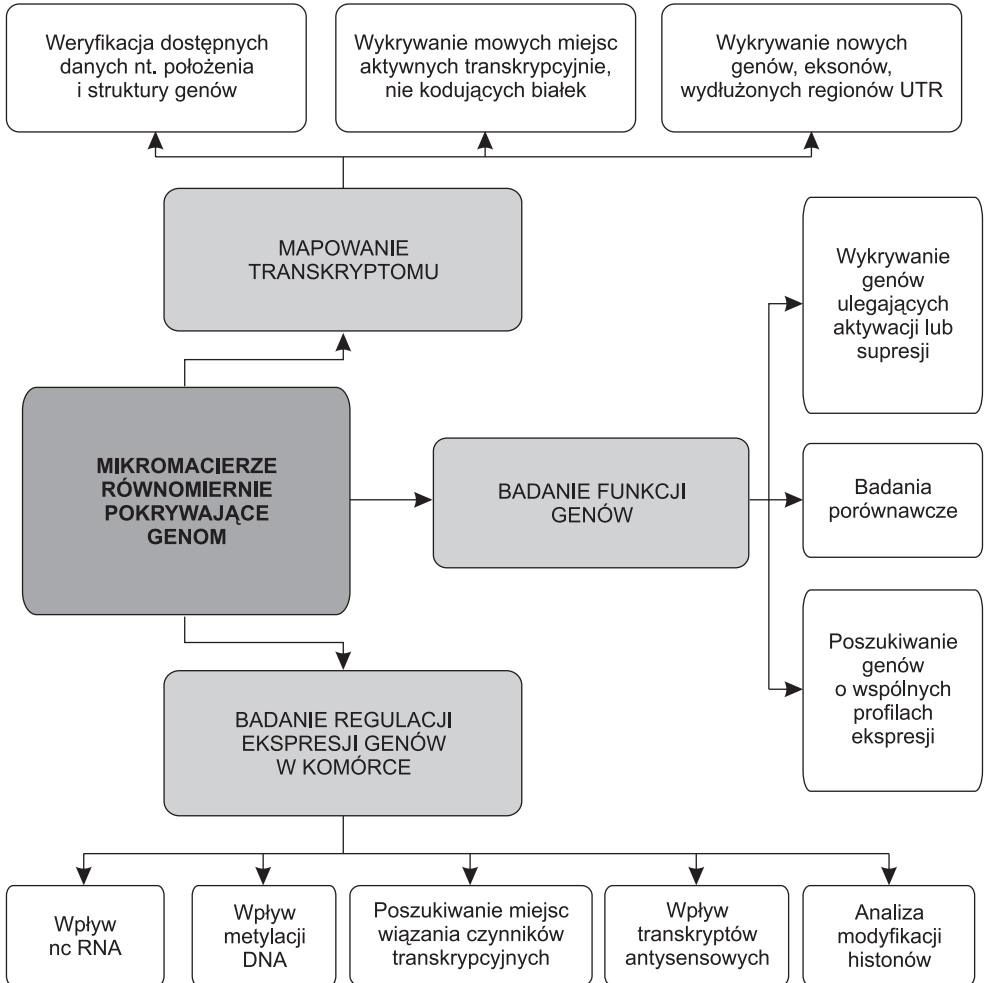 Weryfikacja dostępnych
danych nt. położenia
i struktury genów
Wykrywanie mowych miejsc
aktywnych transkrypcyjnie,
nie kodujących białek
Wykrywanie nowych
genów, eksonów,
wydłużonych regionów UTR
MAPOWANIE
TRANSKRYPTOMU
Wykrywanie
genów
ulegających
aktywacji lub
supresji
MIKROMACIERZE
RÓWNOMIERNIE
POKRYWAJĄCE
GENOM
BADANIE FUNKCJI
GENÓW
Badania
porównawcze
Poszukiwanie
genów
o wspólnych
profilach
ekspresji
BADANIE REGULACJI
EKSPRESJI GENÓW
W KOMÓRCE
Wpływ
nc RNA
Wpływ
metylacji
DNA
Poszukiwanie miejsc
wiązania czynników
transkrypcyjnych
Wpływ
transkryptów
antysensowych
Analiza
modyfikacji
histonów